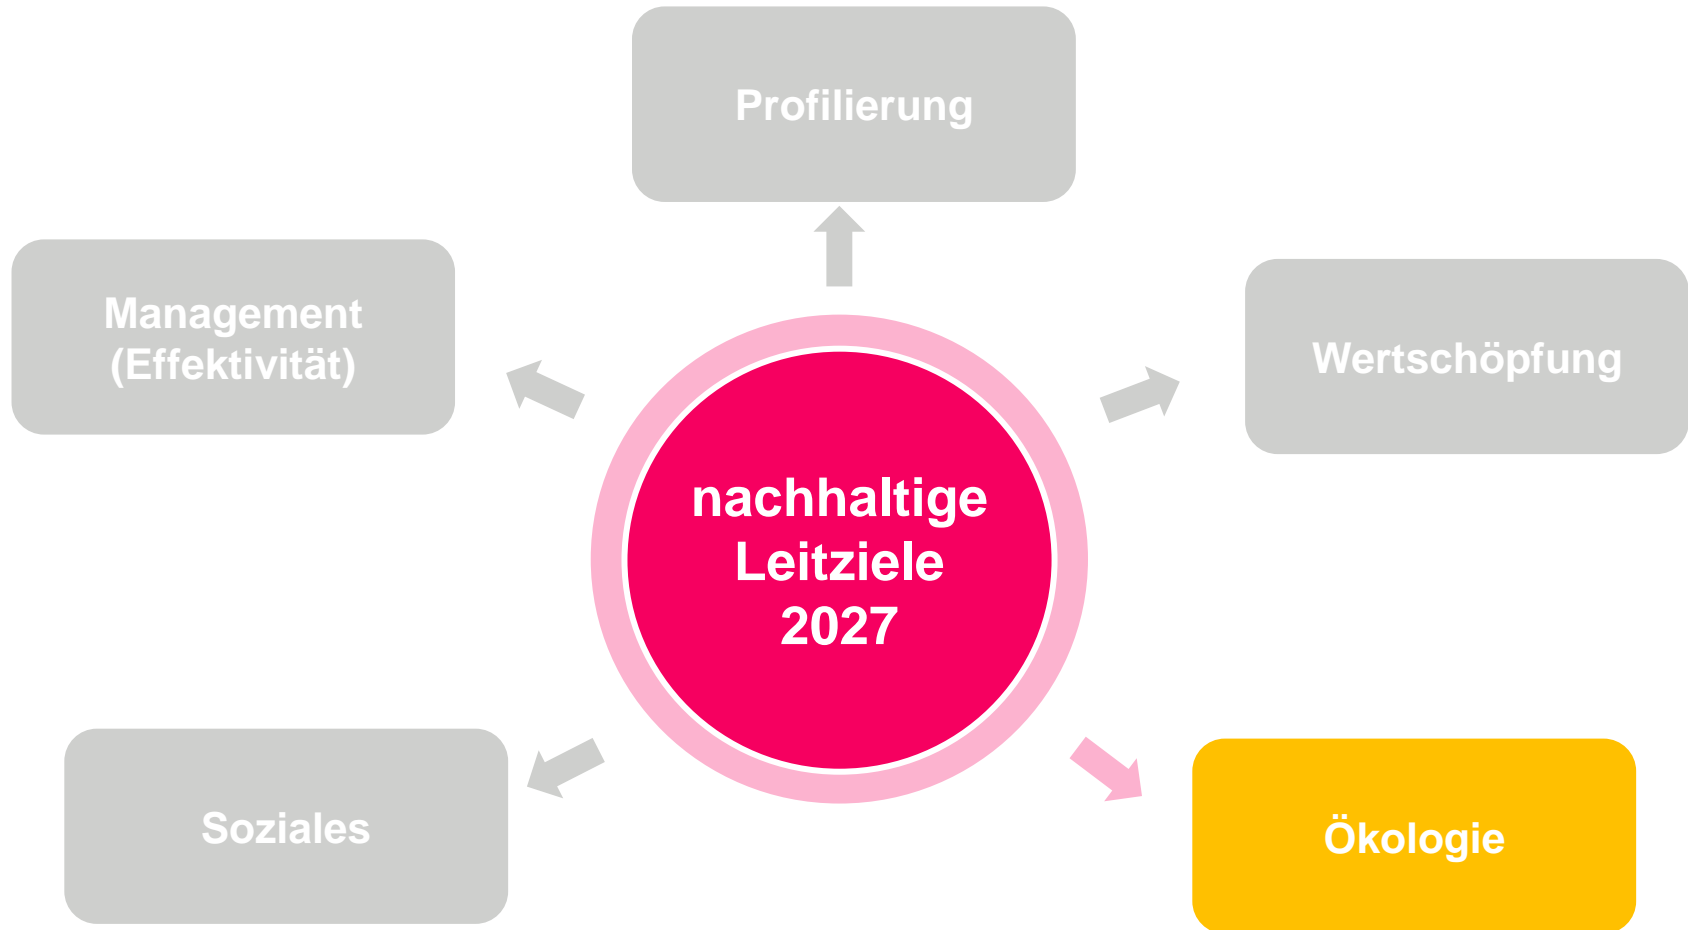 Profilierung
Management
(Effektivität)
Wertschöpfung
nachhaltige
Leitziele
2027
Soziales
Ökologie